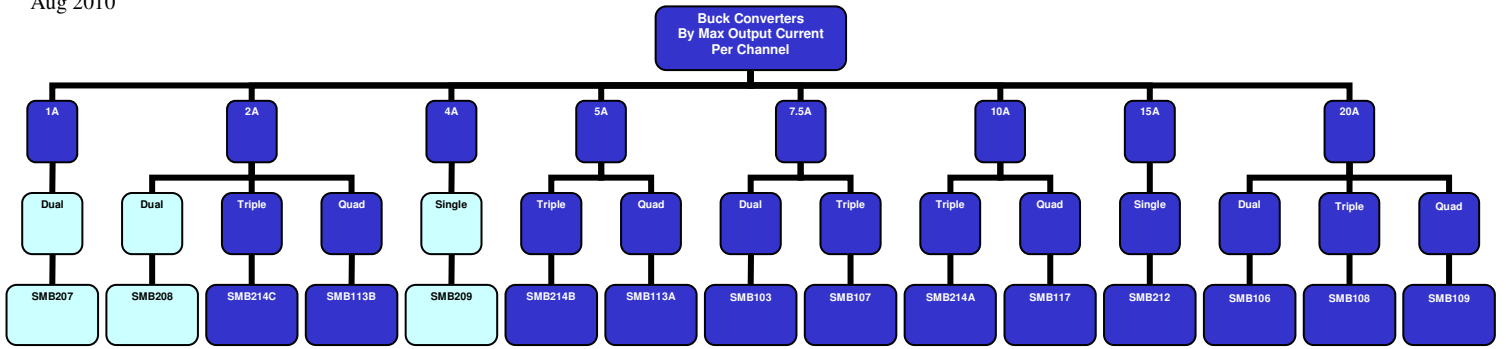 Aug 2010
Buck Converters
By Max Output Current
Per Channel
1A
2A
4A
5A
7.5A
10A
15A
20A
Dual
Dual
Triple
Quad
Single
Triple
Quad
Dual
Triple
Triple
Quad
Single
Dual
Triple
Quad
SMB207
SMB208
SMB214C
SMB113B
SMB209
SMB214B
SMB113A
SMB103
SMB107
SMB214A
SMB117
SMB212
SMB106
SMB108
SMB109